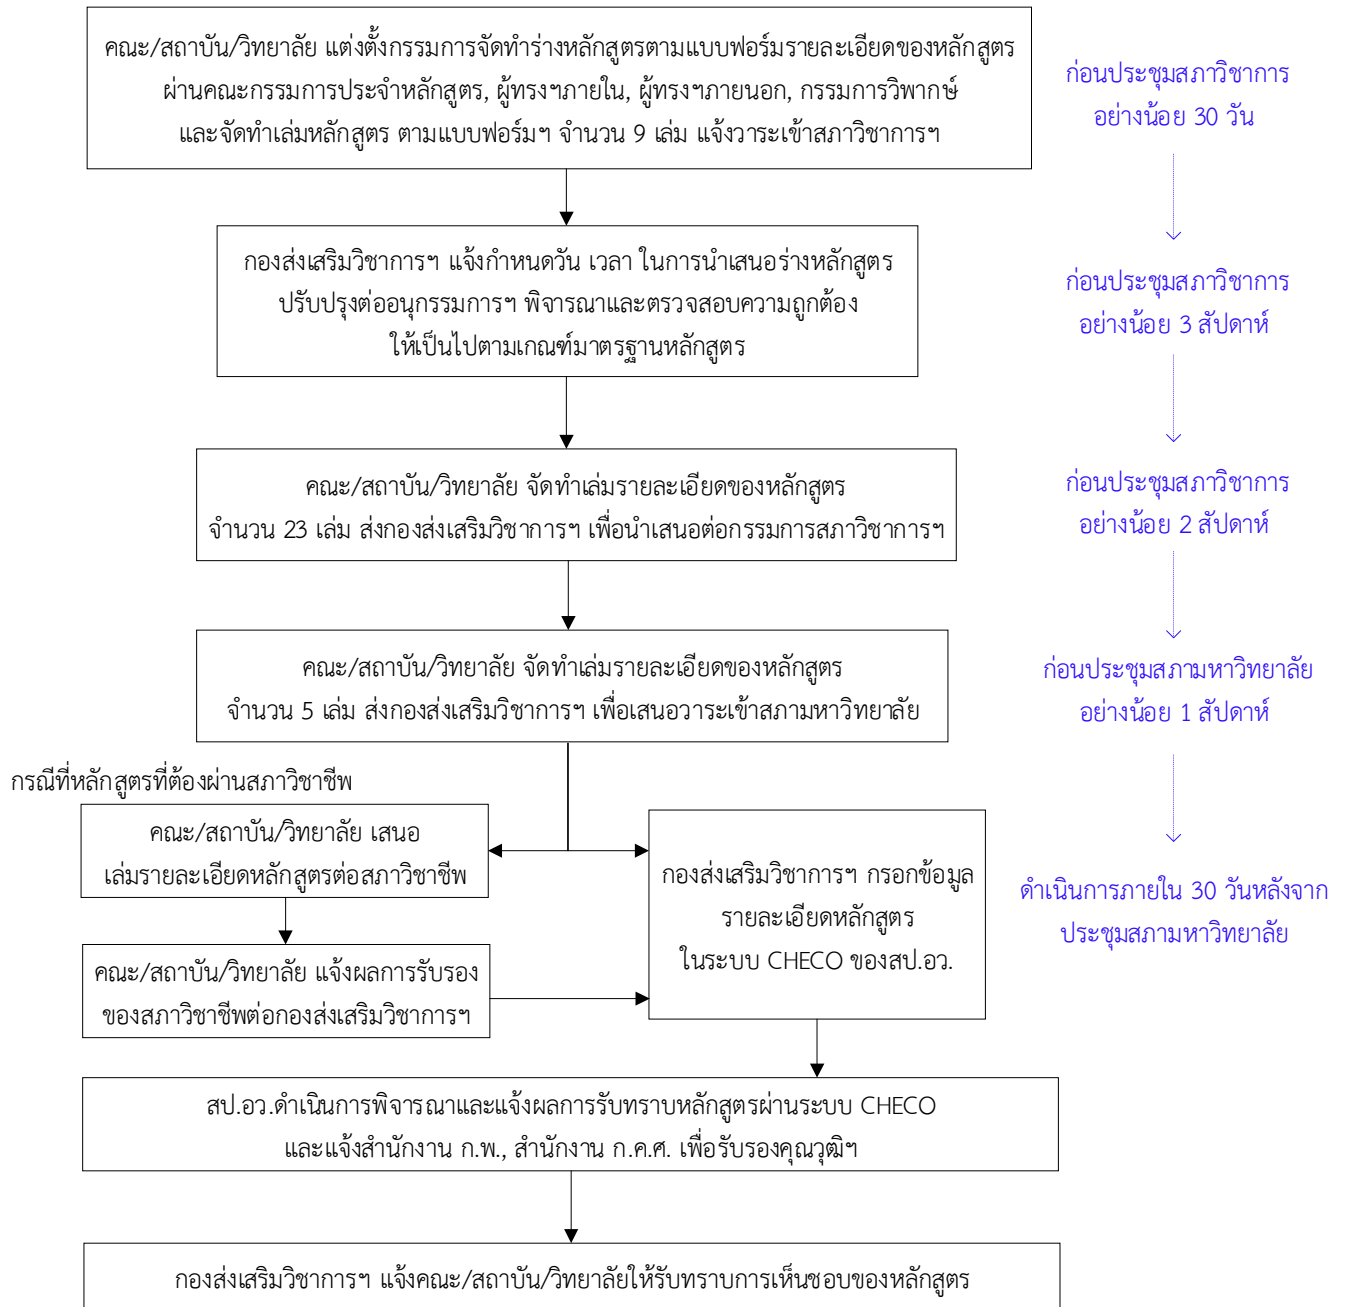 คณะ/สถาบัน/วิทยาลัย แต่งตั้งกรรมการจัดทำร่างหลักสูตรตามแบบฟอร์มรายละเอียดของหลักสูตร
ผ่านคณะกรรมการประจำหลักสูตร, ผู้ทรงฯภายใน, ผู้ทรงฯภายนอก, กรรมการวิพากษ์
และจัดทำเล่มหลักสูตร ตามแบบฟอร์มฯ จำนวน 9 เล่ม แจ้งวาระเข้าสภาวิชาการฯ
ก่อนประชุมสภาวิชาการ
อย่างน้อย 30 วัน
กองส่งเสริมวิชาการฯ แจ้งกำหนดวัน เวลา ในการนำเสนอร่างหลักสูตร
ปรับปรุงต่ออนุกรรมการฯ พิจารณาและตรวจสอบความถูกต้อง
ให้เป็นไปตามเกณฑ์มาตรฐานหลักสูตร
ก่อนประชุมสภาวิชาการ
อย่างน้อย 3 สัปดาห์
คณะ/สถาบัน/วิทยาลัย จัดทำเล่มรายละเอียดของหลักสูตร
จำนวน 23 เล่ม ส่งกองส่งเสริมวิชาการฯ เพื่อนำเสนอต่อกรรมการสภาวิชาการฯ
ก่อนประชุมสภาวิชาการ
อย่างน้อย 2 สัปดาห์
คณะ/สถาบัน/วิทยาลัย จัดทำเล่มรายละเอียดของหลักสูตร
จำนวน 5 เล่ม ส่งกองส่งเสริมวิชาการฯ เพื่อเสนอวาระเข้าสภามหาวิทยาลัย
ก่อนประชุมสภามหาวิทยาลัย
อย่างน้อย 1 สัปดาห์
กรณีที่หลักสูตรที่ต้องผ่านสภาวิชาชีพ
คณะ/สถาบัน/วิทยาลัย เสนอ
เล่มรายละเอียดหลักสูตรต่อสภาวิชาชีพ
คณะ/สถาบัน/วิทยาลัย แจ้งผลการรับรอง
ของสภาวิชาชีพต่อกองส่งเสริมวิชาการฯ
กองส่งเสริมวิชาการฯ กรอกข้อมูล
รายละเอียดหลักสูตร
ในระบบ CHECO ของสป.อว.
ดำเนินการภายใน 30 วันหลังจาก
ประชุมสภามหาวิทยาลัย
สป.อว.ดำเนินการพิจารณาและแจ้งผลการรับทราบหลักสูตรผ่านระบบ CHECO
และแจ้งสำนักงาน ก.พ., สำนักงาน ก.ค.ศ. เพื่อรับรองคุณวุฒิฯ
กองส่งเสริมวิชาการฯ แจ้งคณะ/สถาบัน/วิทยาลัยให้รับทราบการเห็นชอบของหลักสูตร